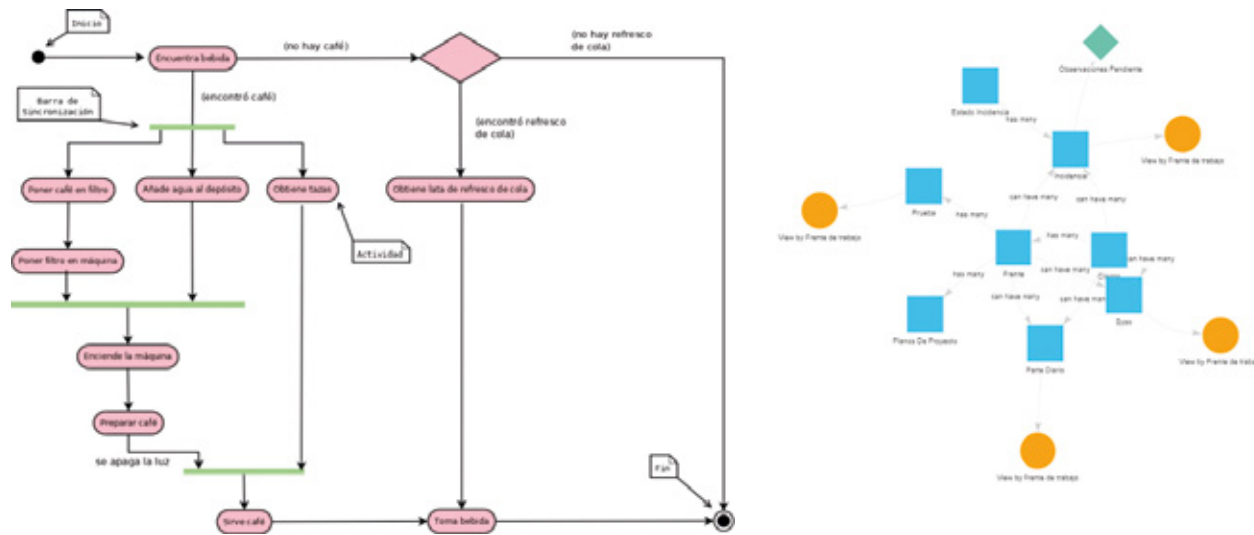 Inicio
Encuentra bebida
(no hay café)
(no hay refresco
de cola)
Barra de
Sincronización
(encontró café)
(encontró refresco
de cola)
Poner café en filtro
Añade agua al depósito
Obtiene tazas
Obtiene lata de refresco de cola
Actividad
Poner filtro en máquina
Enciende la máquina
Preparar café
se apaga la luz
Fin
Sirve café
Toma bebida
Observaciones Pendiente
Estado Incidencia
has many
View by Frente de trabajo
Incidencia
can have many
can have many
Prueba
has many
View by Frente de trabajo
has many
Frente
can have many
can have many
has many
can have many
can have many
Planos De Proyecto
Parte Diario
View by Frente de traba
View by Frente de trabajo